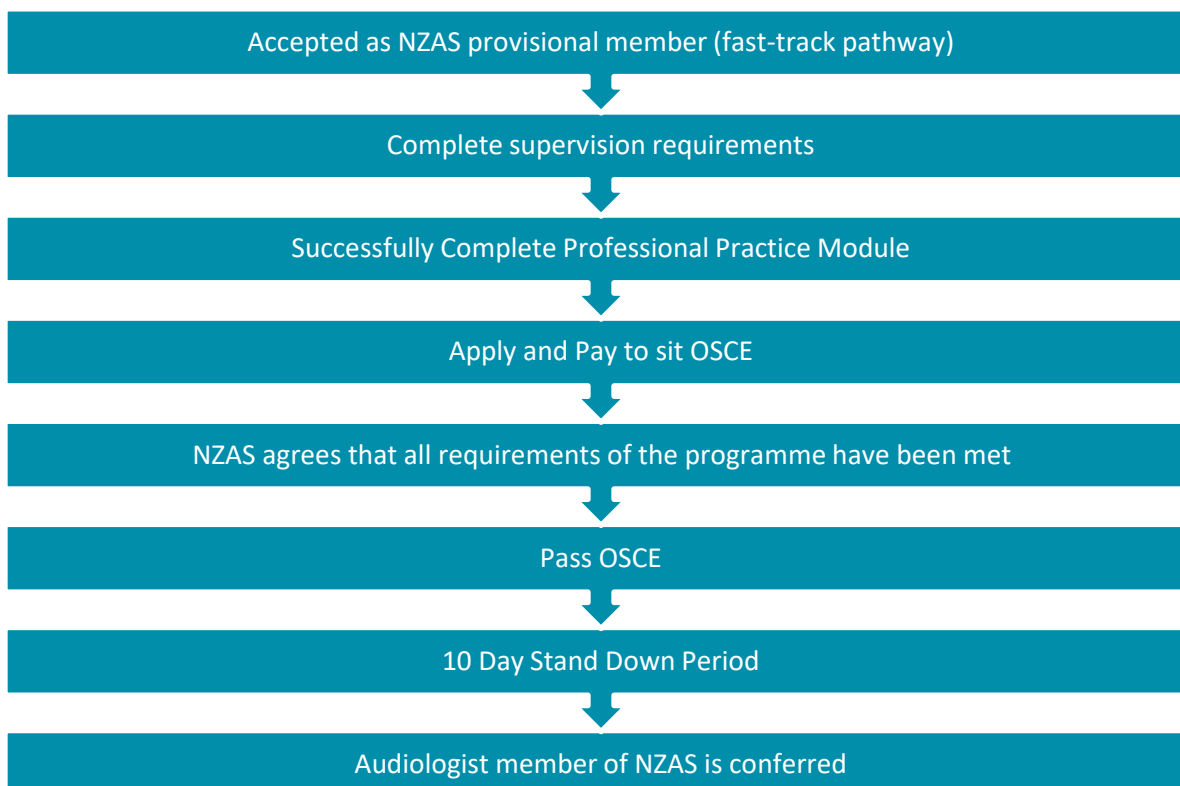 Accepted as NZAS provisional member (fast-track pathway)
Complete supervision requirements
Successfully Complete Professional Practice Module
Apply and Pay to sit OSCE
NZAS agrees that all requirements of the programme have been met
Pass OSCE
10 Day Stand Down Period
Audiologist member of NZAS is conferred